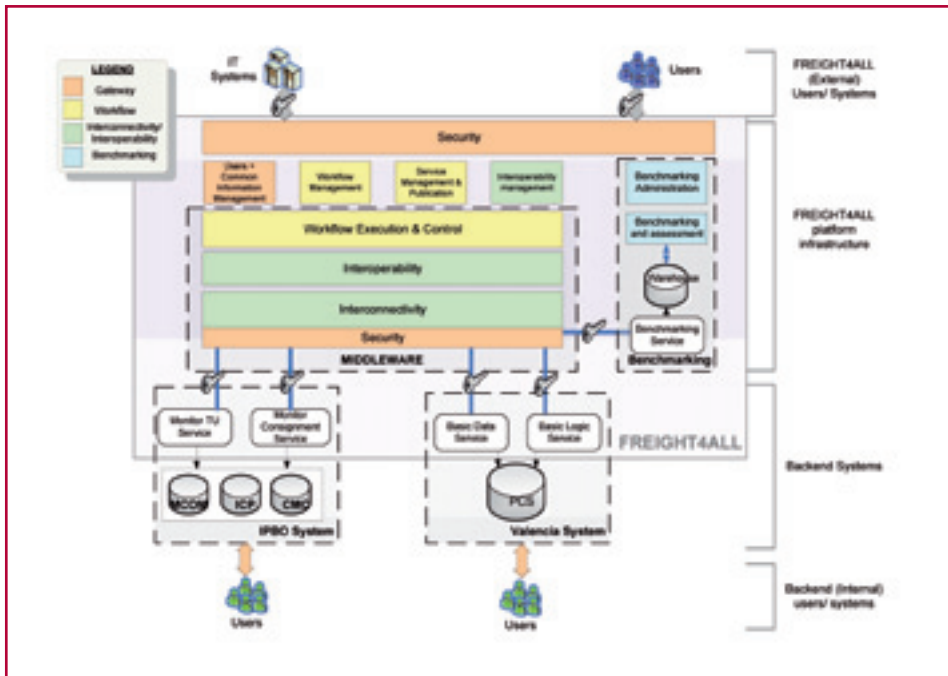 IT
Systems
Users
FREIGHT4ALL
(External)
Users/ Systems
LEGEND
Gateway
Workflow
Interconnectivity/
Interoperability
Benchmarking
Security
Users +
Common
Information
Management
Workflow
Management
Service
Management &
Publication
Interoperability
management
Benchmarking
Administration
Workflow Execution & Control
Benchmarking
and assessment
FREIGHT4ALL
platform
infrastructure
Interoperability
Warehouse
Interconnectivity
Security
Benchmarking
Service
MIDDLEWARE
Benchmarking
Monitor TU
Service
Monitor
Consignment
Service
Basic Data
Service
Basic Logic
Service
FREIGHT4ALL
Backend Systems
MCOM
ICP
CMC
PCS
IPBO System
Valencia System
Users
Users
Backend (Internal)
users/ systems